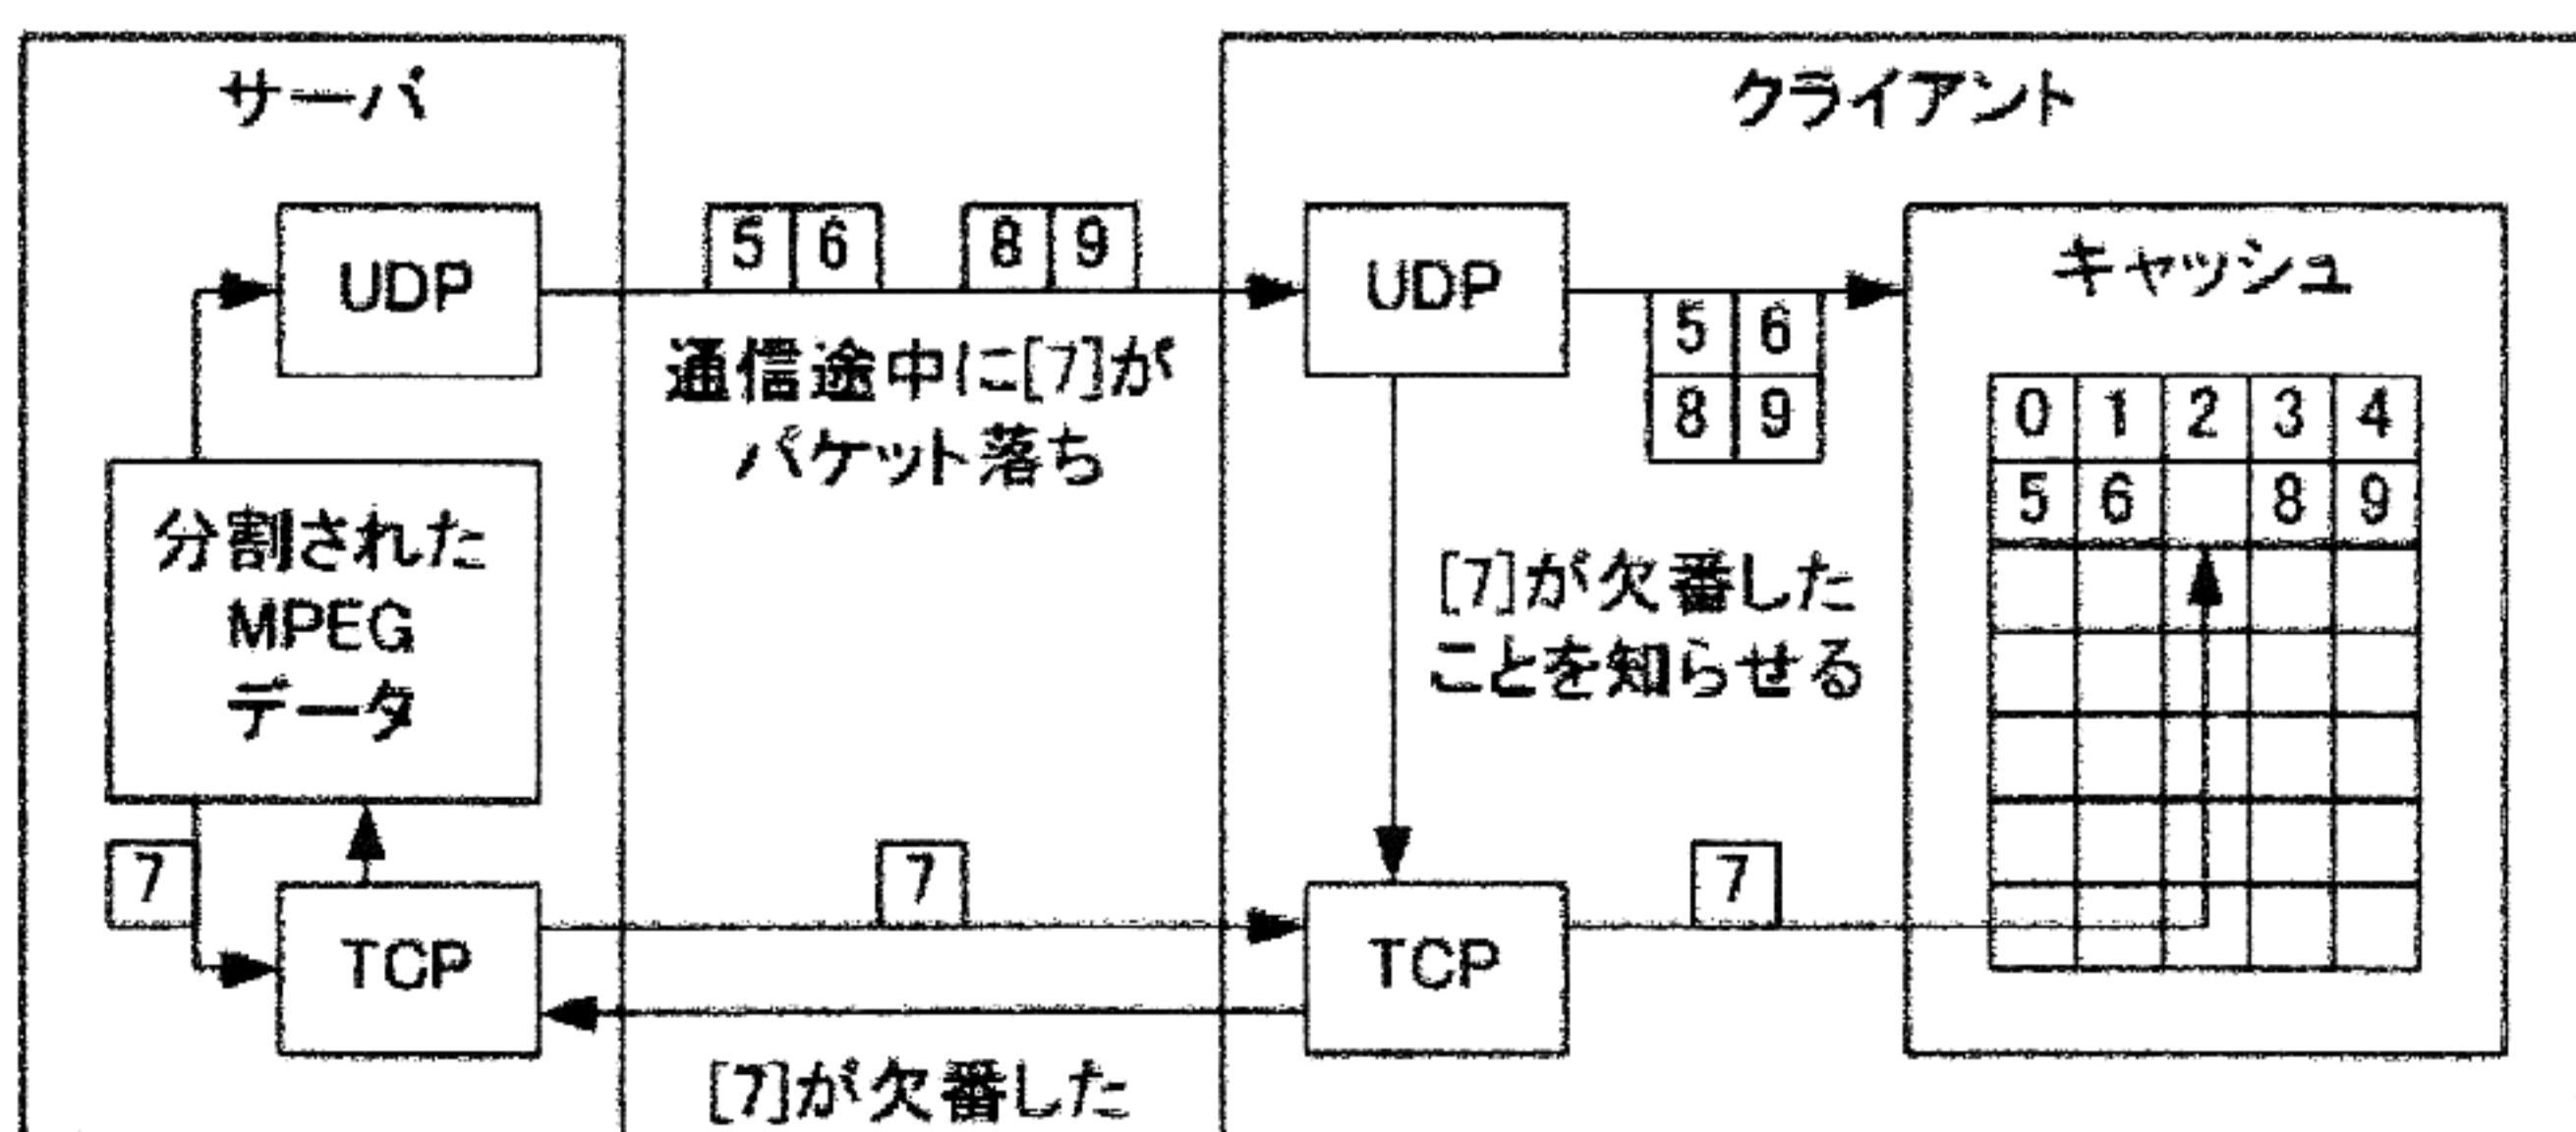 サーバ
クライアント
UDP
5 6 8 9
通信途中に[7]が
パケット落ち
分割された
MPEG
データ
7
TCP
7
[7]が欠番した
UDP
5 6
8 9
[7]が欠番した
ことを知らせる
TCP
7
キャッシュ
0 1 2 3 4
5 6 8 9